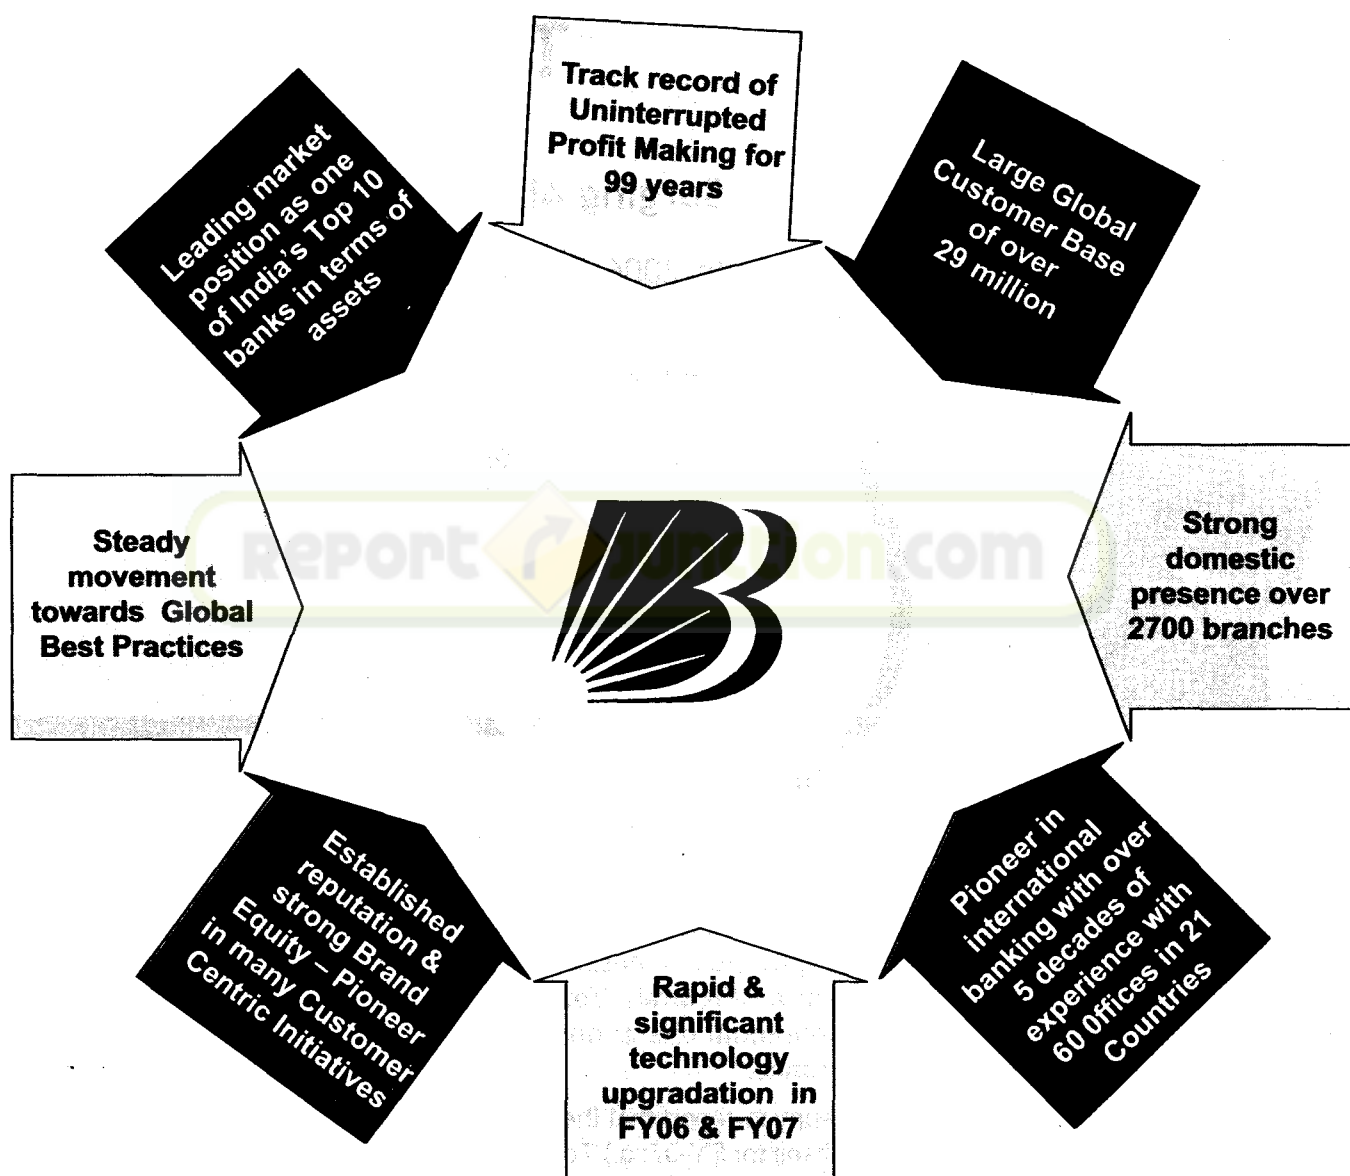 Track record of
Uninterrupted
Profit Making for
99 years
Large Global
Customer Base
of over
29 million
Strong
domestic
presence over
2700 branches
Pioneer in
international
banking with over
5 decades of
experience with
60 Offices in 21
Countries
Rapid &
significant
technology
upgradation in
FY06 & FY07
Established
reputation &
strong Brand
Equity – Pioneer
in many Customer
Centric Initiatives
Steady
movement
towards Global
Best Practices
Leading market
position as one
of India's Top 10
banks in terms of
assets
Report Junction.com